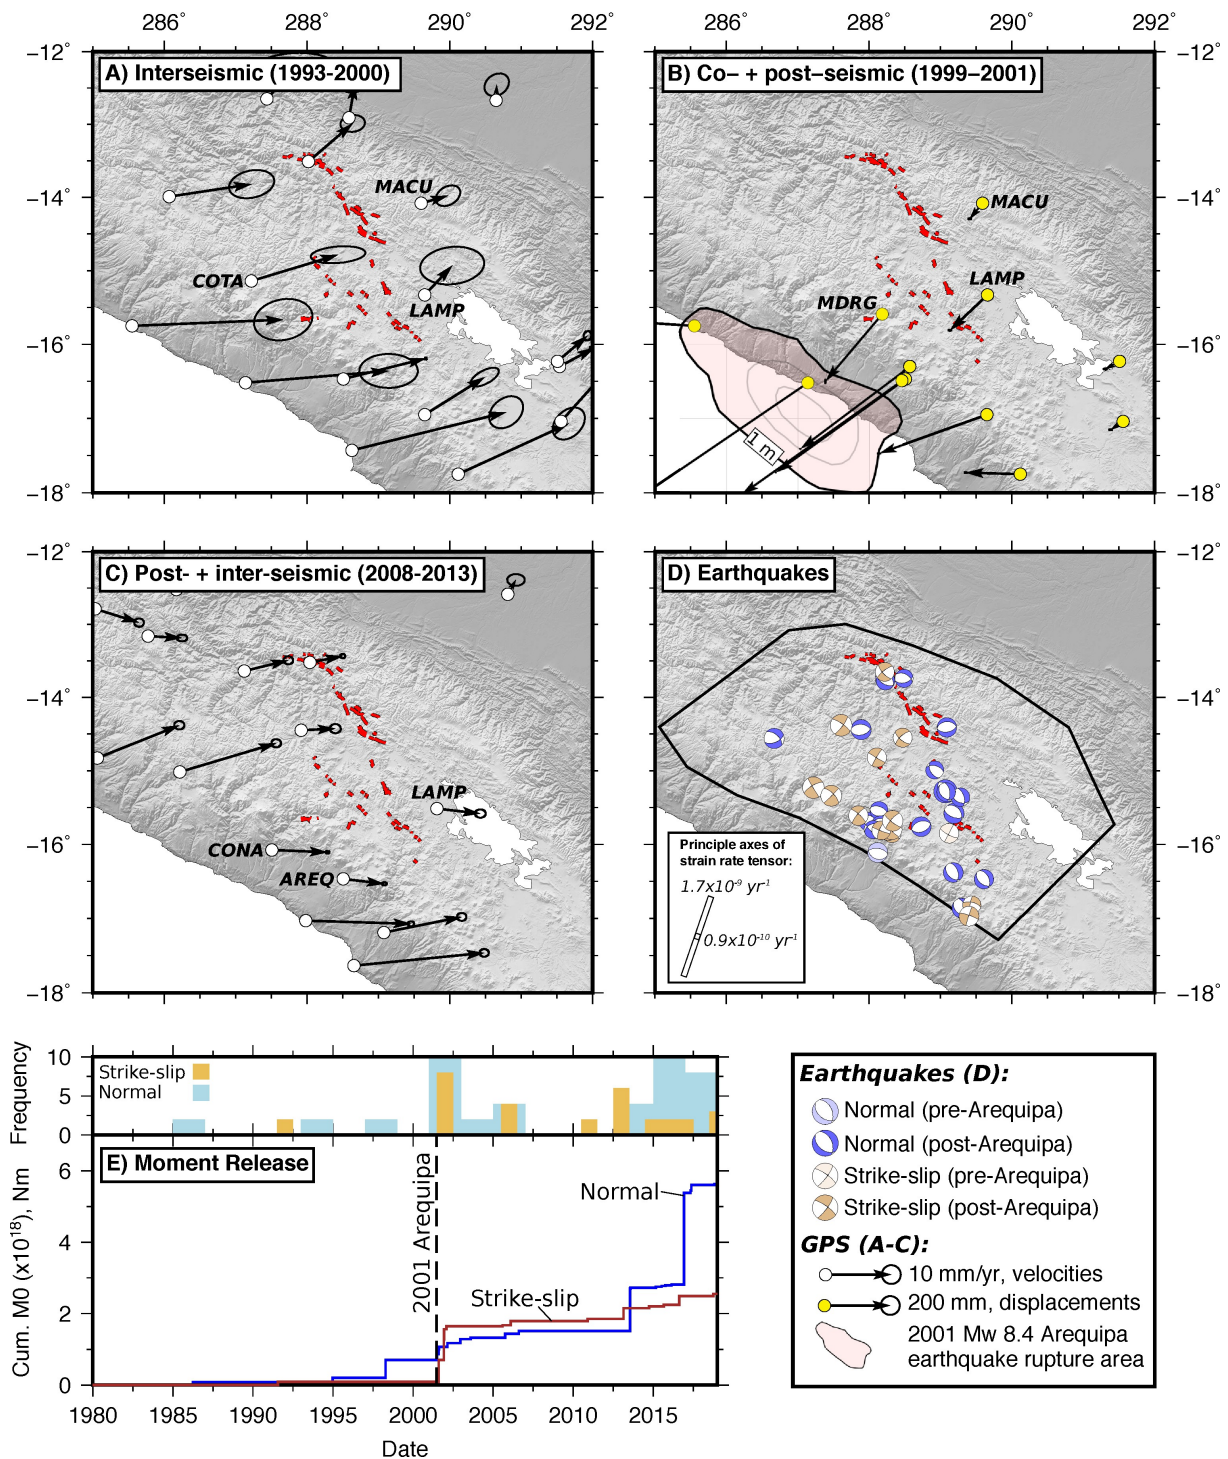 286° 288° 290° 292° 286° 288° 290° 292°
−12° −12°
A) Interseismic (1993-2000)
B) Co− + post−seismic (1999−2001)
MACU
MACU
−14° −14°
COTA
LAMP
LAMP
MDRG
−16° −16°
1 m
−18° −18°
−12° −12°
C) Post- + inter-seismic (2008-2013)
D) Earthquakes
−14° −14°
LAMP
CONA
AREQ
−16° −16°
Principle axes of
strain rate tensor:
1.7x10⁻⁹ yr⁻¹
0.9x10⁻¹⁰ yr⁻¹
−18° −18°
Frequency
10
5
0
Strike-slip
Normal
E) Moment Release
2001 Arequipa
Normal
Strike-slip
Cum. M0 (x10¹⁸), Nm
6
4
2
0
1980 1985 1990 1995 2000 2005 2010 2015
Date
Earthquakes (D):
Normal (pre-Arequipa)
Normal (post-Arequipa)
Strike-slip (pre-Arequipa)
Strike-slip (post-Arequipa)
GPS (A-C):
10 mm/yr, velocities
200 mm, displacements
2001 Mw 8.4 Arequipa
earthquake rupture area